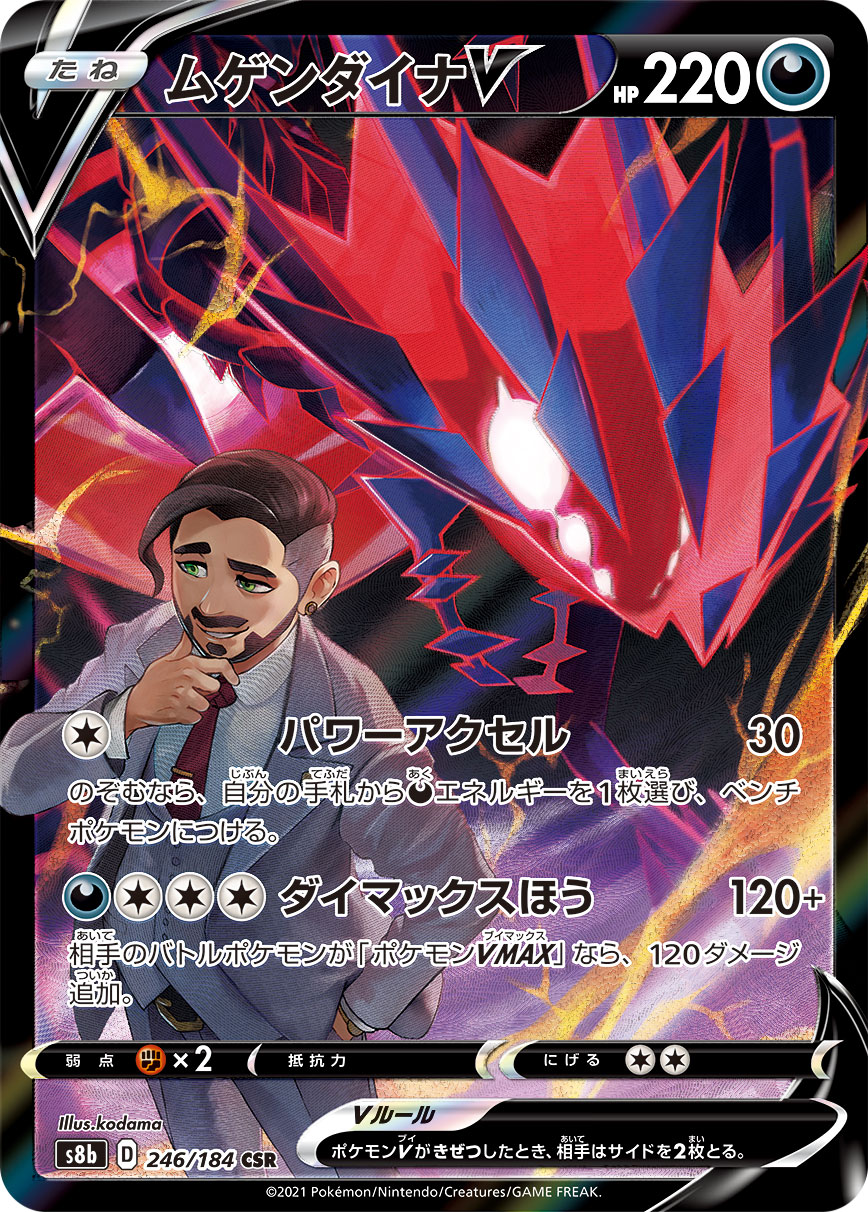 たね ムゲンダイナV HP 220
パワーアクセル 30
のぞむなら、自分の手札からエネルギーを1枚選び、ベンチ
ポケモンにつける。
ダイマックスほう 120+
相手のバトルポケモンが「ポケモンVMAX」なら、120ダメージ
追加。
弱点 ×2 抵抗力 にげる
Illus.kodama
Vルール
ポケモンVがきぜつしたとき、相手はサイドを2枚とる。
s8b D 246/184 CSR
©2021 Pokémon/Nintendo/Creatures/GAME FREAK.